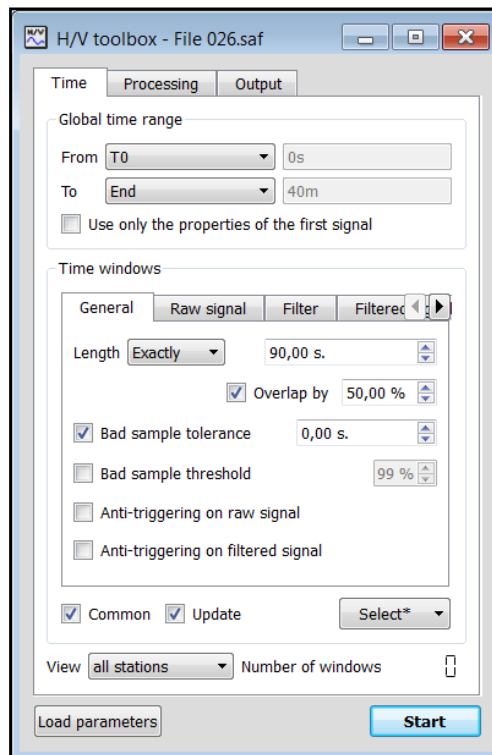 H/V toolbox - File 026.saf
Time Processing Output
Global time range
From T0 0s
To End 40m
Use only the properties of the first signal
Time windows
General Raw signal Filter Filtered
Length Exactly 90,00 s.
Overlap by 50,00 %
Bad sample tolerance 0,00 s.
Bad sample threshold 99 %
Anti-triggering on raw signal
Anti-triggering on filtered signal
Common Update Select*
View all stations Number of windows 0
Load parameters Start